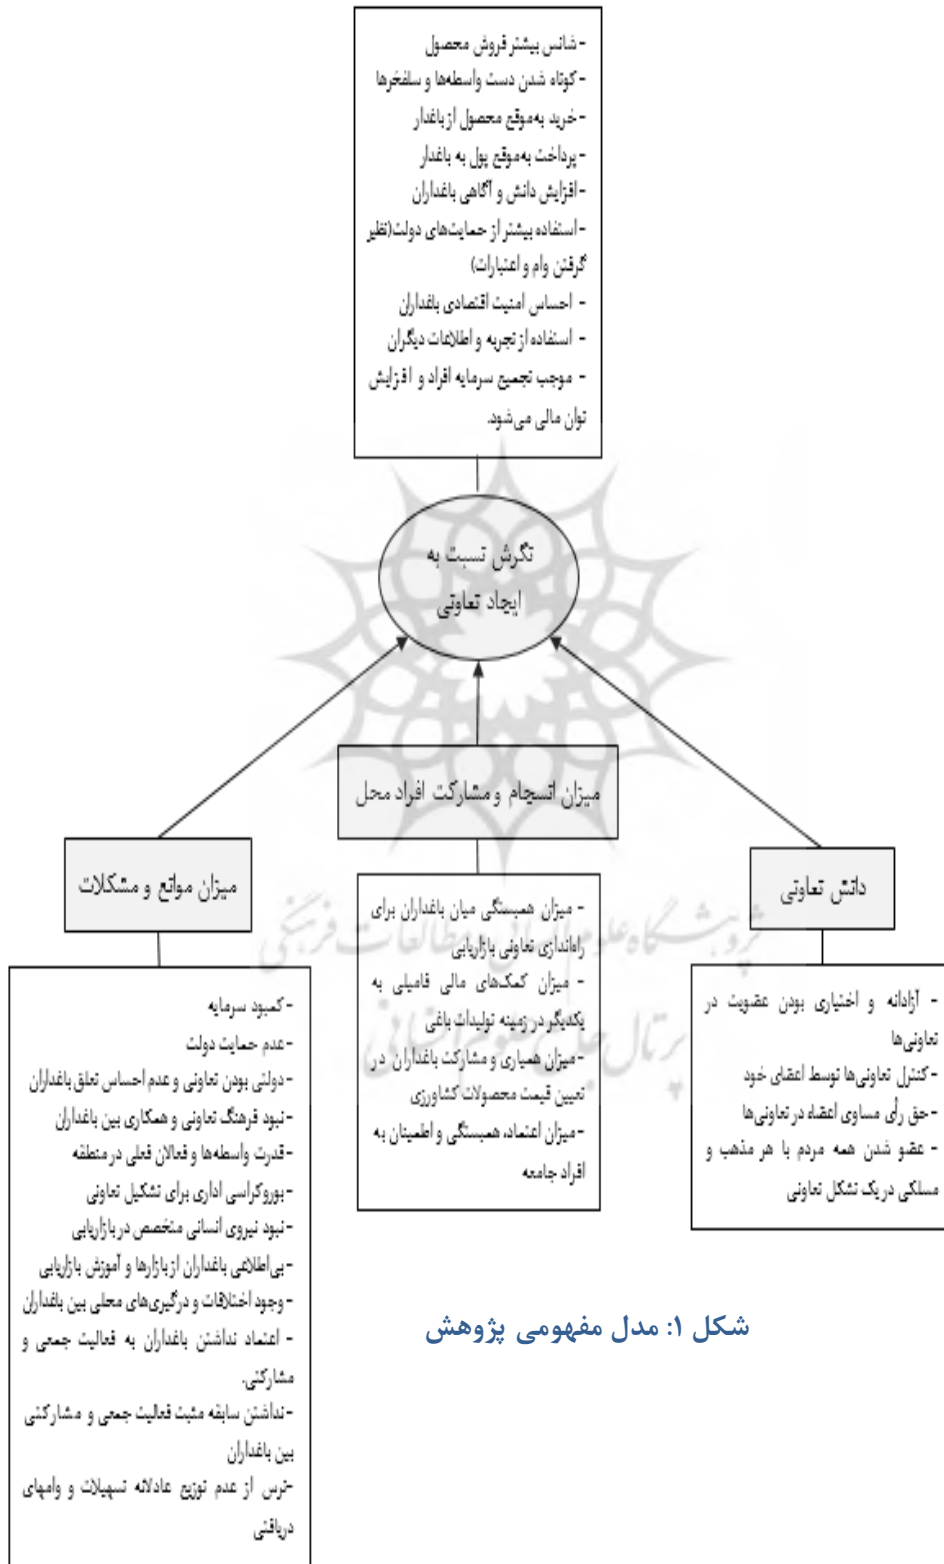 - شانس بیشتر فروش محصول
- کوتاه شدن دست واسطه‌ها و سلف‌خرها
- خرید به‌موقع محصول از باغدار
- پرداخت به‌موقع پول به باغدار
- افزایش دانش و آگاهی باغداران
- استفاده بیشتر از حمایت‌های دولت(نظیر
گرفتن وام و اعتبارات)
- احساس امنیت اقتصادی باغداران
- استفاده از تجربه و اطلاعات دیگران
- موجب تجمیع سرمایه افراد و افزایش
توان مالی می‌شود.
نگرش نسبت به
ایجاد تعاونی
میزان انسجام و مشارکت افراد محل
میزان موانع و مشکلات
دانش تعاونی
- آزادانه و اختیاری بودن عضویت در
تعاونی‌ها
- کنترل تعاونی‌ها توسط اعضای خود
- حق رأی مساوی اعضاء در تعاونی‌ها
- عضو شدن همه مردم با هر مذهب و
مسلکی در یک تشکل تعاونی
- میزان همبستگی میان باغداران برای
راه‌اندازی تعاونی بازاریابی
- میزان کمک‌های مالی فامیلی به
یکدیگر در زمینه تولیدات باغی
- میزان همیاری و مشارکت باغداران در
تعیین قیمت محصولات کشاورزی
- میزان اعتماد، همبستگی و اطمینان به
افراد جامعه
- کمبود سرمایه
- عدم حمایت دولت
- دولتی بودن تعاونی و عدم احساس تعلق باغداران
- نبود فرهنگ تعاونی و همکاری بین باغداران
- قدرت واسطه‌ها و فعالان فعلی در منطقه
- بوروکراسی اداری برای تشکیل تعاونی
- نبود نیروی انسانی متخصص در بازاریابی
- بی‌اطلاعی باغداران از بازارها و آموزش بازاریابی
- وجود اختلافات و درگیری‌های محلی بین باغداران
- اعتماد نداشتن باغداران به فعالیت جمعی و
مشارکتی.
- نداشتن سابقه مثبت فعالیت جمعی و مشارکتی
بین باغداران
- ترس از عدم توزیع عادلانه تسهیلات و وامهای
دریافتی
پژوهشگاه علوم انسانی و مطالعات فرهنگی
پرتال جامع علوم انسانی
شکل ۱: مدل مفهومی پژوهش